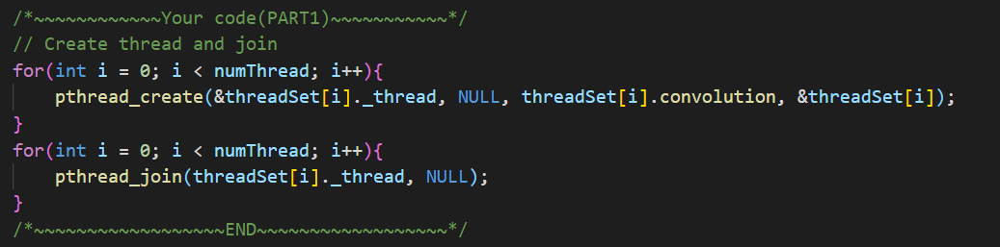 /*~~~~~~~~~~~~Your code(PART1)~~~~~~~~~~~*/
// Create thread and join
for(int i = 0; i < numThread; i++){
    pthread_create(&threadSet[i]._thread, NULL, threadSet[i].convolution, &threadSet[i]);
}
for(int i = 0; i < numThread; i++){
    pthread_join(threadSet[i]._thread, NULL);
}
/*~~~~~~~~~~~~~~~~~~END~~~~~~~~~~~~~~~~~~*/